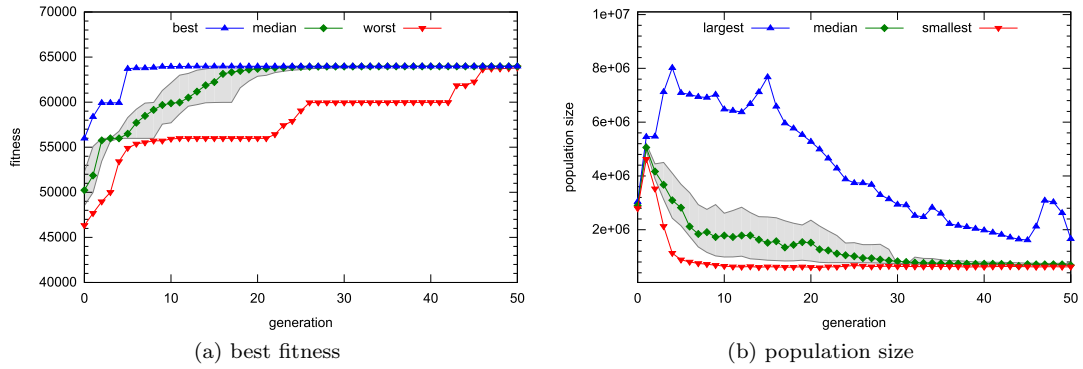 best median worst
70000
65000
60000
55000
50000
45000
40000
fitness
0 10 20 30 40 50
generation
(a) best fitness
largest median smallest
1e+07
8e+06
6e+06
4e+06
2e+06
population size
0 10 20 30 40 50
generation
(b) population size